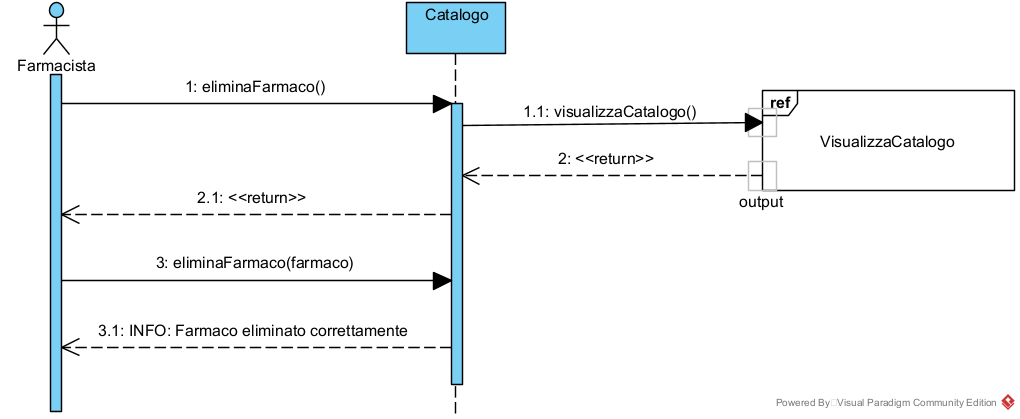 Catalogo
Farmacista
1: eliminaFarmaco()
1.1: visualizzaCatalogo()
ref
VisualizzaCatalogo
2: <<return>>
2.1: <<return>>
output
3: eliminaFarmaco(farmaco)
3.1: INFO: Farmaco eliminato correttamente
Powered By Visual Paradigm Community Edition